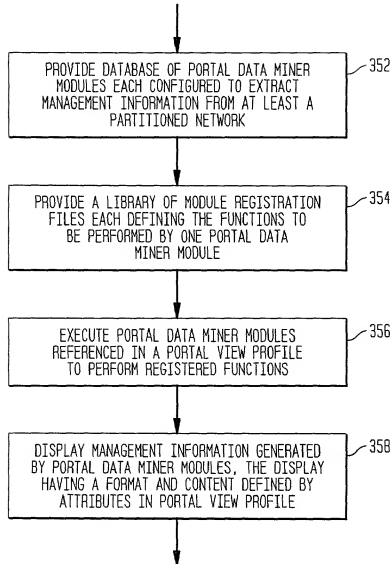 PROVIDE DATABASE OF PORTAL DATA MINER
MODULES EACH CONFIGURED TO EXTRACT
MANAGEMENT INFORMATION FROM AT LEAST A
PARTITIONED NETWORK
352
PROVIDE A LIBRARY OF MODULE REGISTRATION
FILES EACH DEFINING THE FUNCTIONS TO
BE PERFORMED BY ONE PORTAL DATA
MINER MODULE
354
EXECUTE PORTAL DATA MINER MODULES
REFERENCED IN A PORTAL VIEW PROFILE
TO PERFORM REGISTERED FUNCTIONS
356
DISPLAY MANAGEMENT INFORMATION GENERATED
BY PORTAL DATA MINER MODULES, THE DISPLAY
HAVING A FORMAT AND CONTENT DEFINED BY
ATTRIBUTES IN PORTAL VIEW PROFILE
358